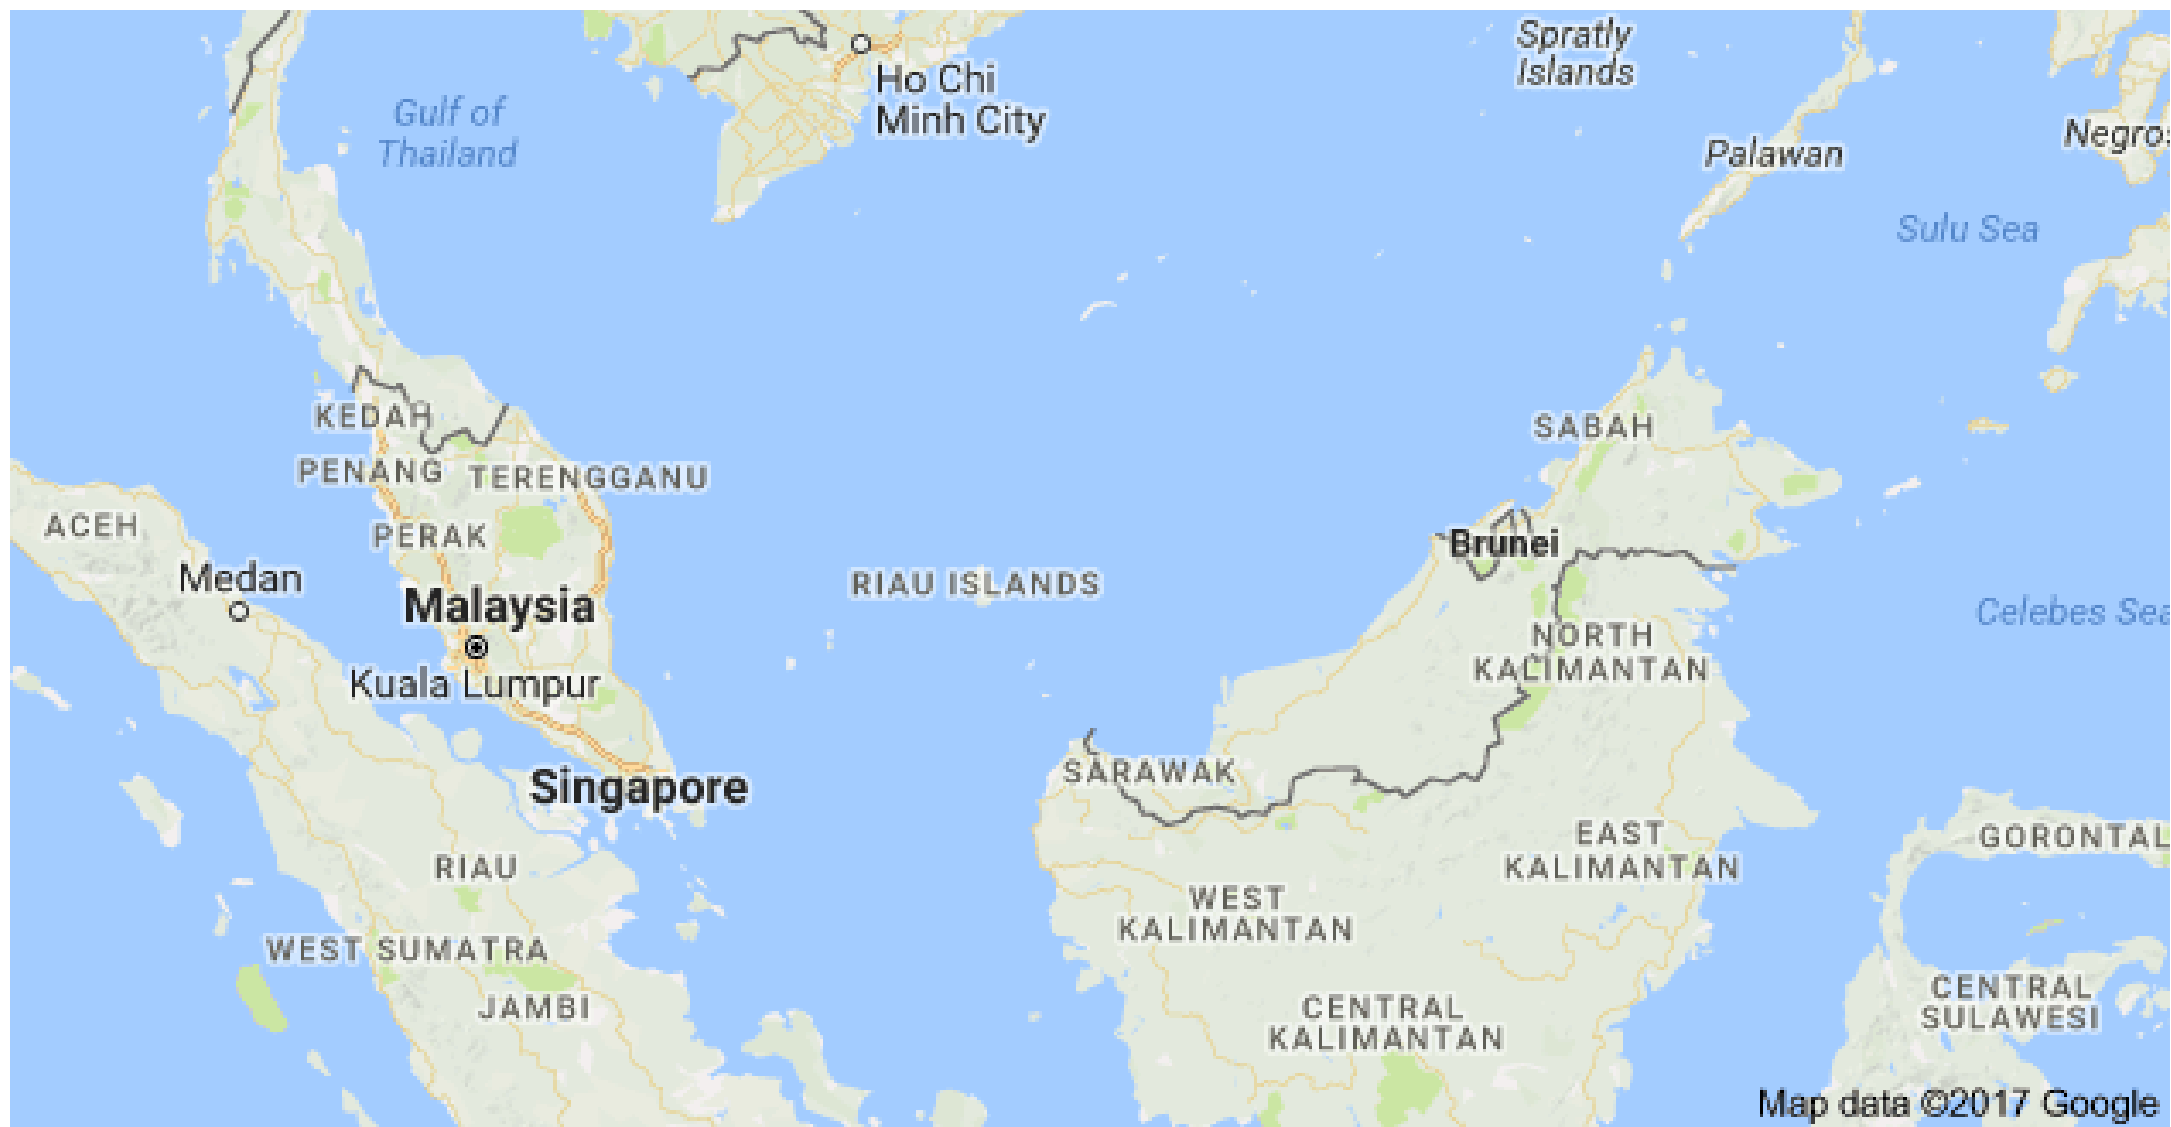 Spratly
Islands
Ho Chi
Minh City
Gulf of
Thailand
Palawan
Negros
Sulu Sea
KEDAH
SABAH
PENANG
TERENGGANU
ACEH
PERAK
Brunei
Medan
RIAU ISLANDS
Malaysia
Celebes Sea
NORTH
KALIMANTAN
Kuala Lumpur
SARAWAK
Singapore
EAST
KALIMANTAN
GORONTAL
RIAU
WEST
KALIMANTAN
WEST SUMATRA
CENTRAL
SULAWESI
JAMBI
CENTRAL
KALIMANTAN
Map data ©2017 Google